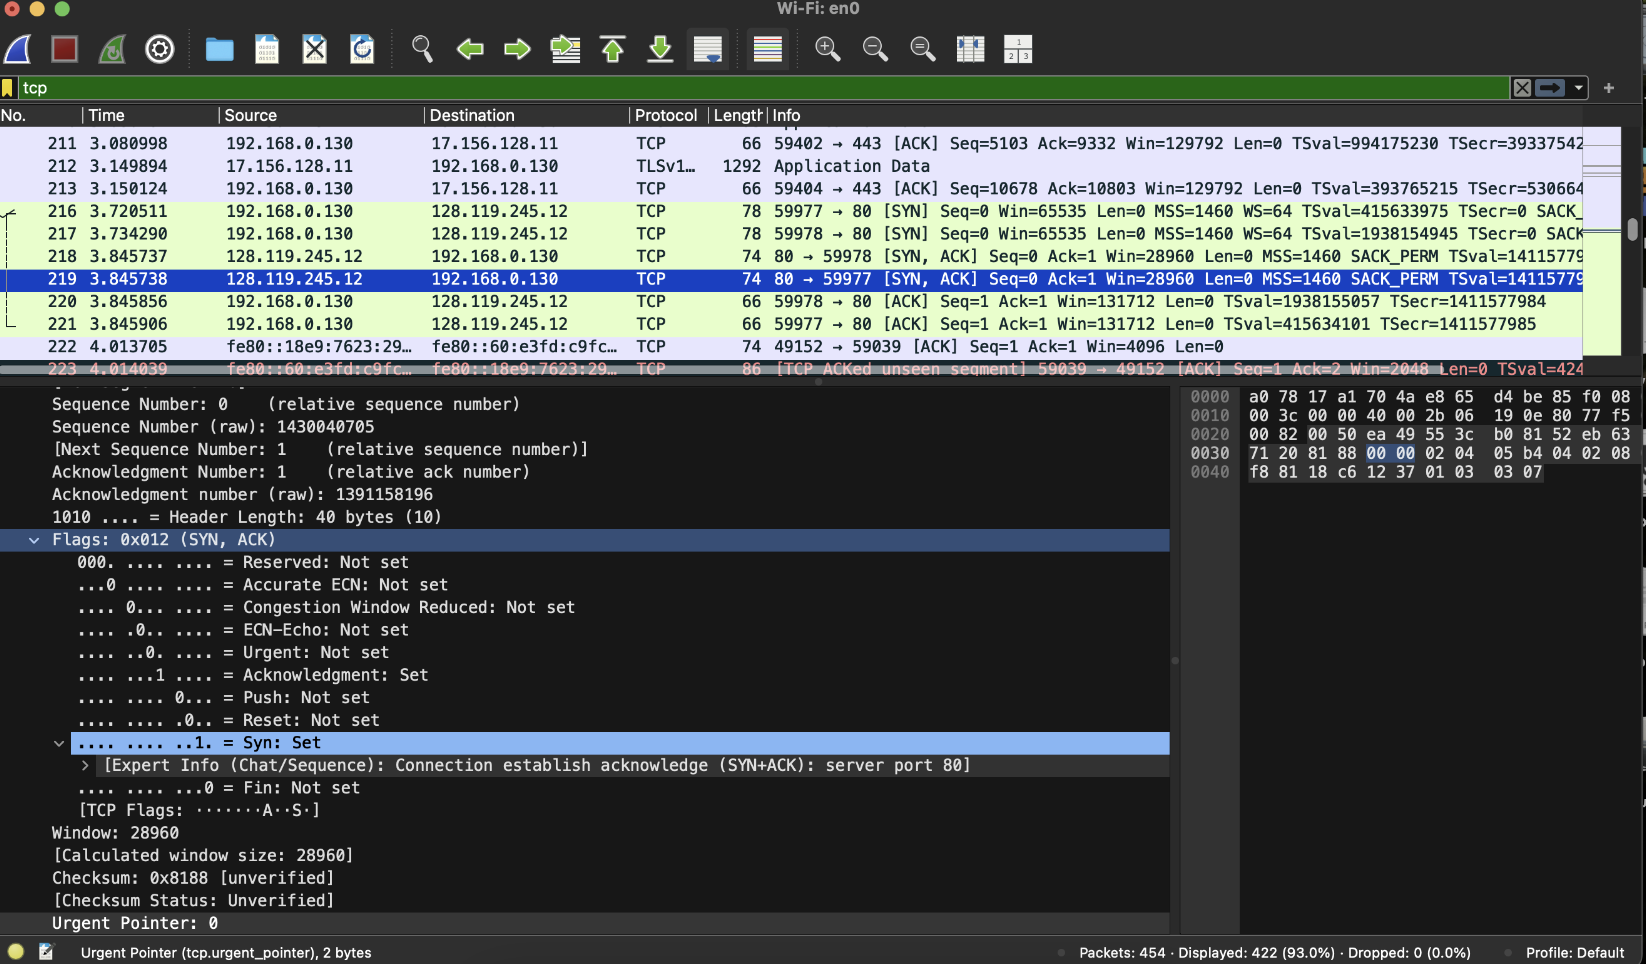 Wi-Fi: en0
tcp
No. Time Source Destination Protocol Length Info
211 3.080998 192.168.0.130 17.156.128.11 TCP 66 59402 → 443 [ACK] Seq=5103 Ack=9332 Win=129792 Len=0 TSval=994175230 TSecr=39337542
212 3.149894 17.156.128.11 192.168.0.130 TLSv1… 1292 Application Data
213 3.150124 192.168.0.130 17.156.128.11 TCP 66 59404 → 443 [ACK] Seq=10678 Ack=10803 Win=129792 Len=0 TSval=393765215 TSecr=530664
216 3.720511 192.168.0.130 128.119.245.12 TCP 78 59977 → 80 [SYN] Seq=0 Win=65535 Len=0 MSS=1460 WS=64 TSval=415633975 TSecr=0 SACK_
217 3.734290 192.168.0.130 128.119.245.12 TCP 78 59978 → 80 [SYN] Seq=0 Win=65535 Len=0 MSS=1460 WS=64 TSval=1938154945 TSecr=0 SACK
218 3.845737 128.119.245.12 192.168.0.130 TCP 74 80 → 59978 [SYN, ACK] Seq=0 Ack=1 Win=28960 Len=0 MSS=1460 SACK_PERM TSval=14115779
219 3.845738 128.119.245.12 192.168.0.130 TCP 74 80 → 59977 [SYN, ACK] Seq=0 Ack=1 Win=28960 Len=0 MSS=1460 SACK_PERM TSval=14115779
220 3.845856 192.168.0.130 128.119.245.12 TCP 66 59978 → 80 [ACK] Seq=1 Ack=1 Win=131712 Len=0 TSval=1938155057 TSecr=1411577984
221 3.845906 192.168.0.130 128.119.245.12 TCP 66 59977 → 80 [ACK] Seq=1 Ack=1 Win=131712 Len=0 TSval=415634101 TSecr=1411577985
222 4.013705 fe80::18e9:7623:29… fe80::60:e3fd:c9fc… TCP 74 49152 → 59039 [ACK] Seq=1 Ack=1 Win=4096 Len=0
223 4.014039 fe80::60:e3fd:c9fc… fe80::18e9:7623:29… TCP 86 [TCP ACKed unseen segment] 59039 → 49152 [ACK] Seq=1 Ack=2 Win=2048 Len=0 TSval=424
Sequence Number: 0 (relative sequence number)
Sequence Number (raw): 1430040705
[Next Sequence Number: 1 (relative sequence number)]
Acknowledgment Number: 1 (relative ack number)
Acknowledgment number (raw): 1391158196
1010 .... = Header Length: 40 bytes (10)
Flags: 0x012 (SYN, ACK)
000. .... .... = Reserved: Not set
...0 .... .... = Accurate ECN: Not set
.... 0... .... = Congestion Window Reduced: Not set
.... .0.. .... = ECN-Echo: Not set
.... ..0. .... = Urgent: Not set
.... ...1 .... = Acknowledgment: Set
.... .... 0... = Push: Not set
.... .... .0.. = Reset: Not set
.... .... ..1. = Syn: Set
[Expert Info (Chat/Sequence): Connection establish acknowledge (SYN+ACK): server port 80]
.... .... ...0 = Fin: Not set
[TCP Flags: ·······A··S·]
Window: 28960
[Calculated window size: 28960]
Checksum: 0x8188 [unverified]
[Checksum Status: Unverified]
Urgent Pointer: 0
0000 a0 78 17 a1 70 4a e8 65 d4 be 85 f0 08
0010 00 3c 00 00 40 00 2b 06 19 0e 80 77 f5
0020 00 82 00 50 ea 49 55 3c b0 81 52 eb 63
0030 71 20 81 88 00 00 02 04 05 b4 04 02 08
0040 f8 81 18 c6 12 37 01 03 03 07
Urgent Pointer (tcp.urgent_pointer), 2 bytes
Packets: 454 · Displayed: 422 (93.0%) · Dropped: 0 (0.0%)
Profile: Default